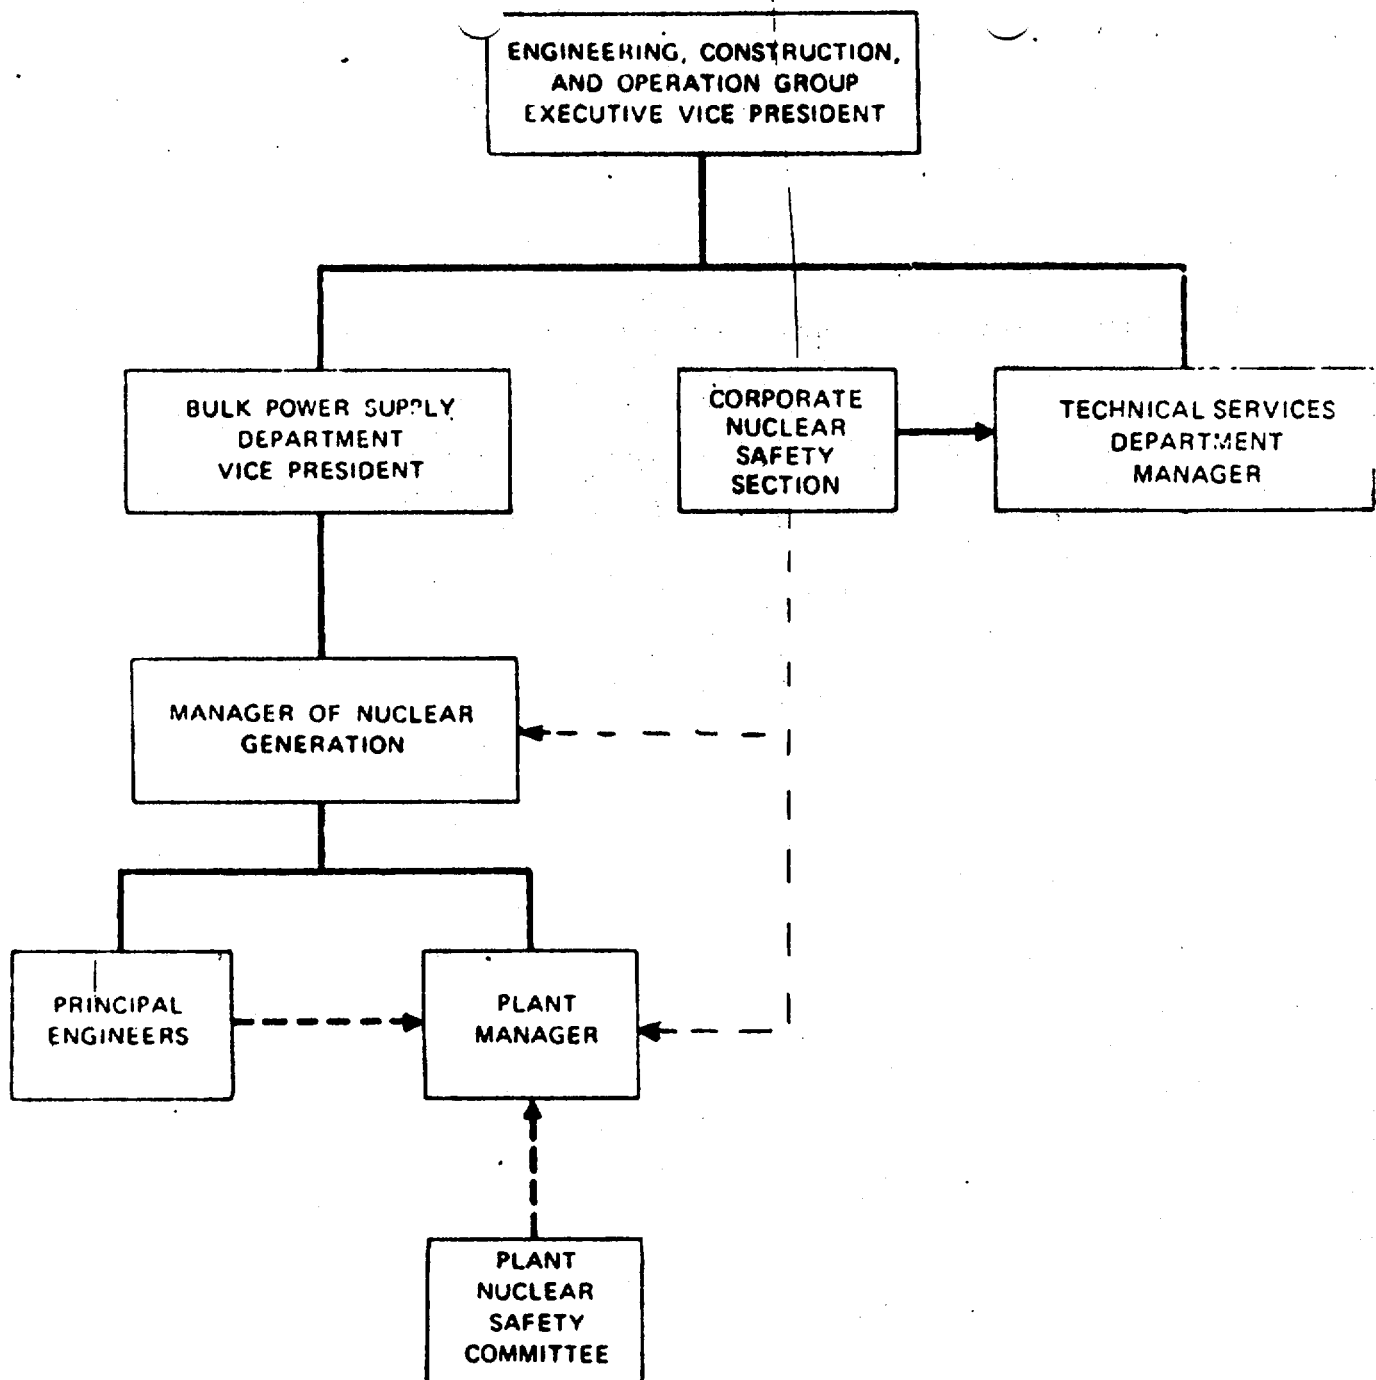 ENGINEERING, CONSTRUCTION,
AND OPERATION GROUP
EXECUTIVE VICE PRESIDENT
BULK POWER SUPPLY
DEPARTMENT
VICE PRESIDENT
CORPORATE
NUCLEAR
SAFETY
SECTION
TECHNICAL SERVICES
DEPARTMENT
MANAGER
MANAGER OF NUCLEAR
GENERATION
PRINCIPAL
ENGINEERS
PLANT
MANAGER
PLANT
NUCLEAR
SAFETY
COMMITTEE